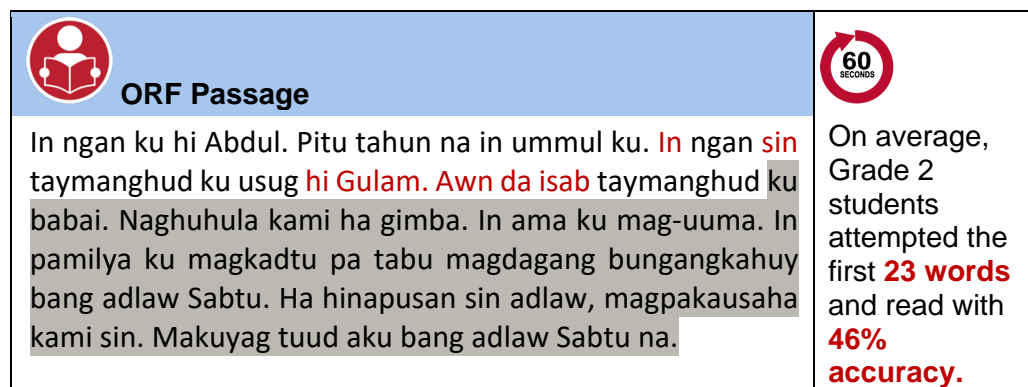 ORF Passage
In ngan ku hi Abdul. Pitu tahun na in ummul ku. In ngan sin
taymanghud ku usug hi Gulam. Awn da isab taymanghud ku
babai. Naghuhula kami ha gimba. In ama ku mag-uuma. In
pamilya ku magkadtu pa tabu magdagang bungangkahuy
bang adlaw Sabtu. Ha hinapusan sin adlaw, magpakausaha
kami sin. Makuyag tuud aku bang adlaw Sabtu na.
60
SECONDS
On average,
Grade 2
students
attempted the
first 23 words
and read with
46%
accuracy.